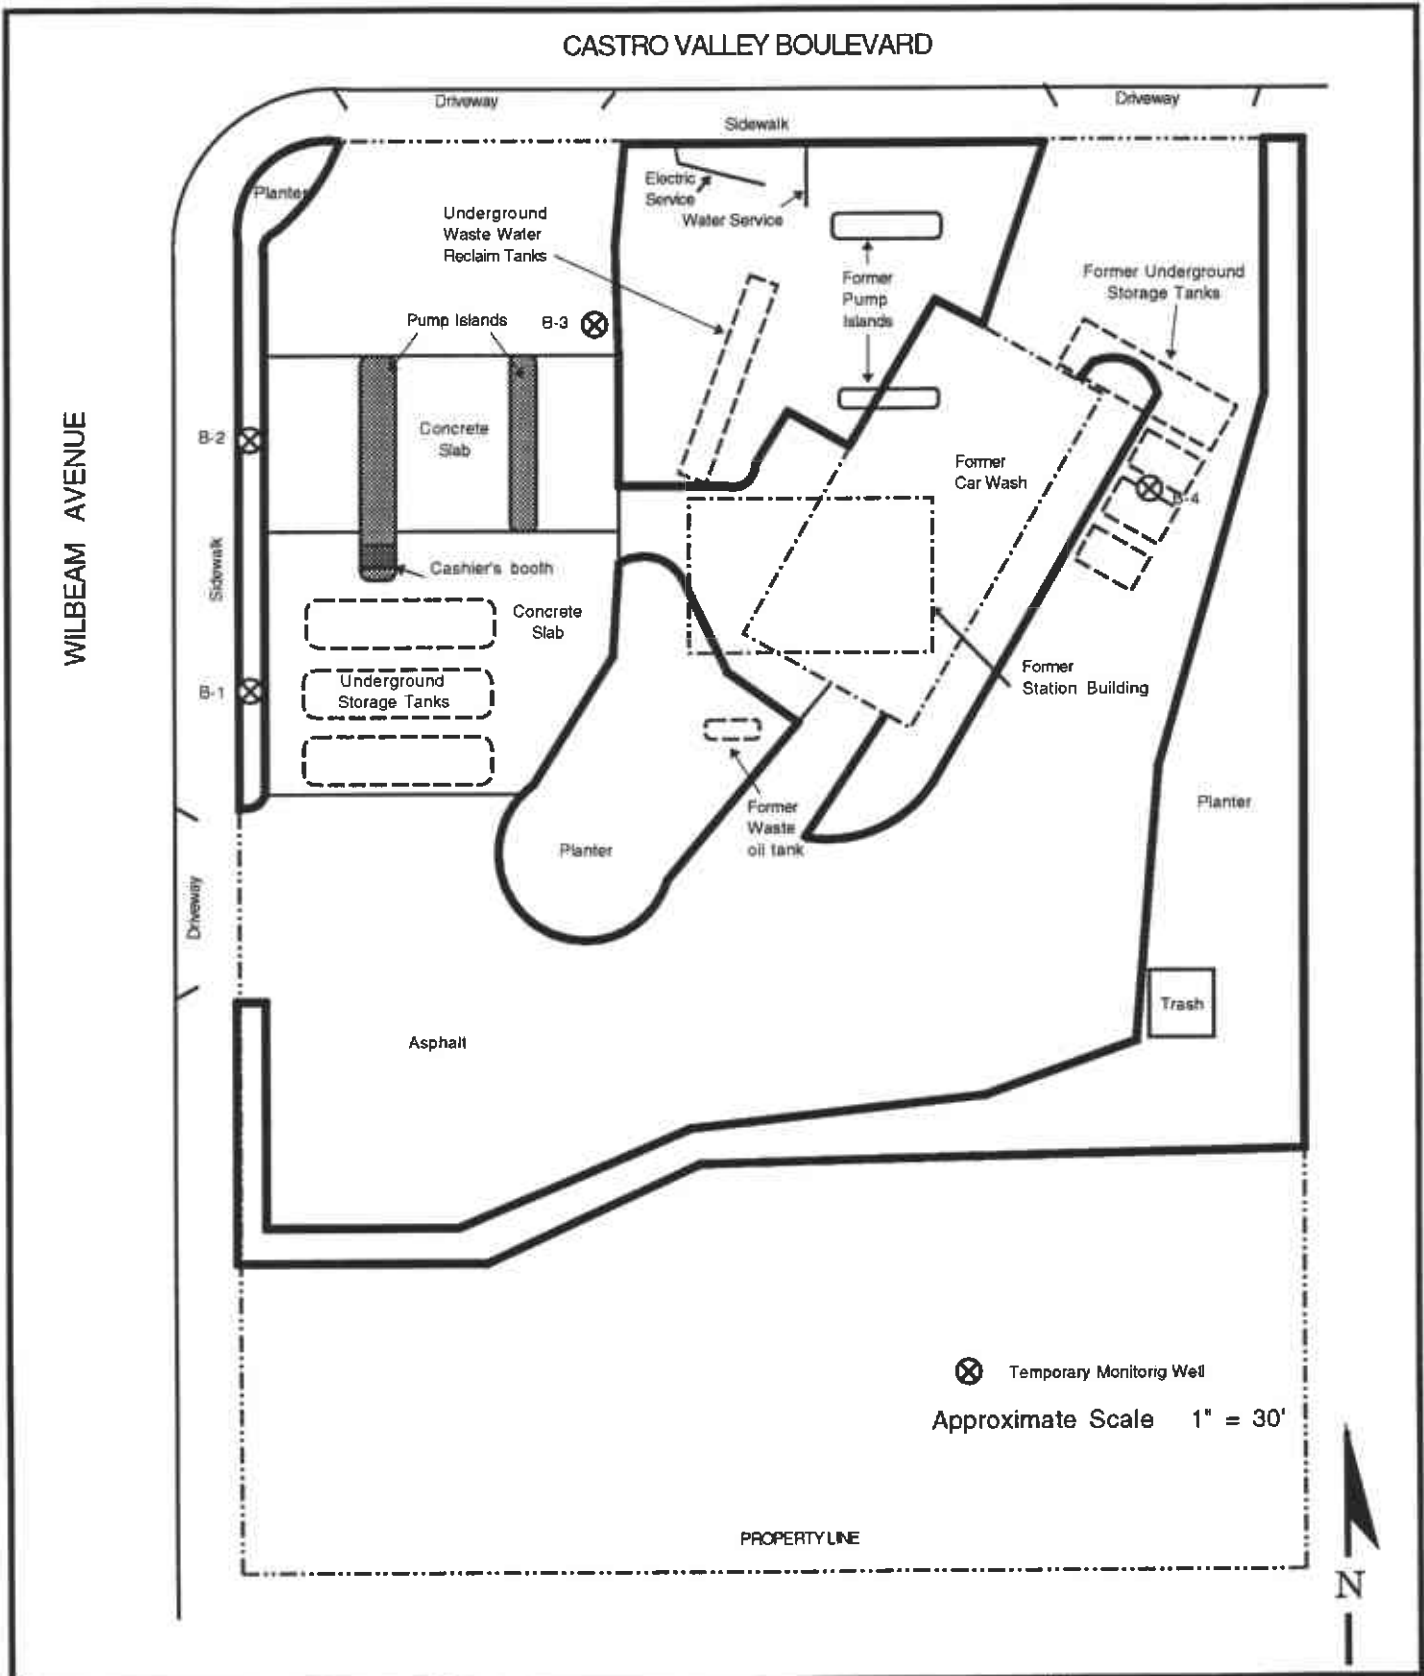 CASTRO VALLEY BOULEVARD
Driveway
Driveway
Sidewalk
Planter
Electric
Service
Water Service
Underground
Waste Water
Reclaim Tanks
Former
Pump
Islands
Former Underground
Storage Tanks
Pump Islands
B-3
B-2
Concrete
Slab
Former
Car Wash
B-4
WILBEAM AVENUE
Sidewalk
Cashier's booth
Concrete
Slab
Underground
Storage Tanks
B-1
Former
Station Building
Former
Waste
oil tank
Planter
Planter
Driveway
Trash
Asphalt
Temporary Monitorig Well
Approximate Scale 1" = 30'
PROPERTY LINE
N